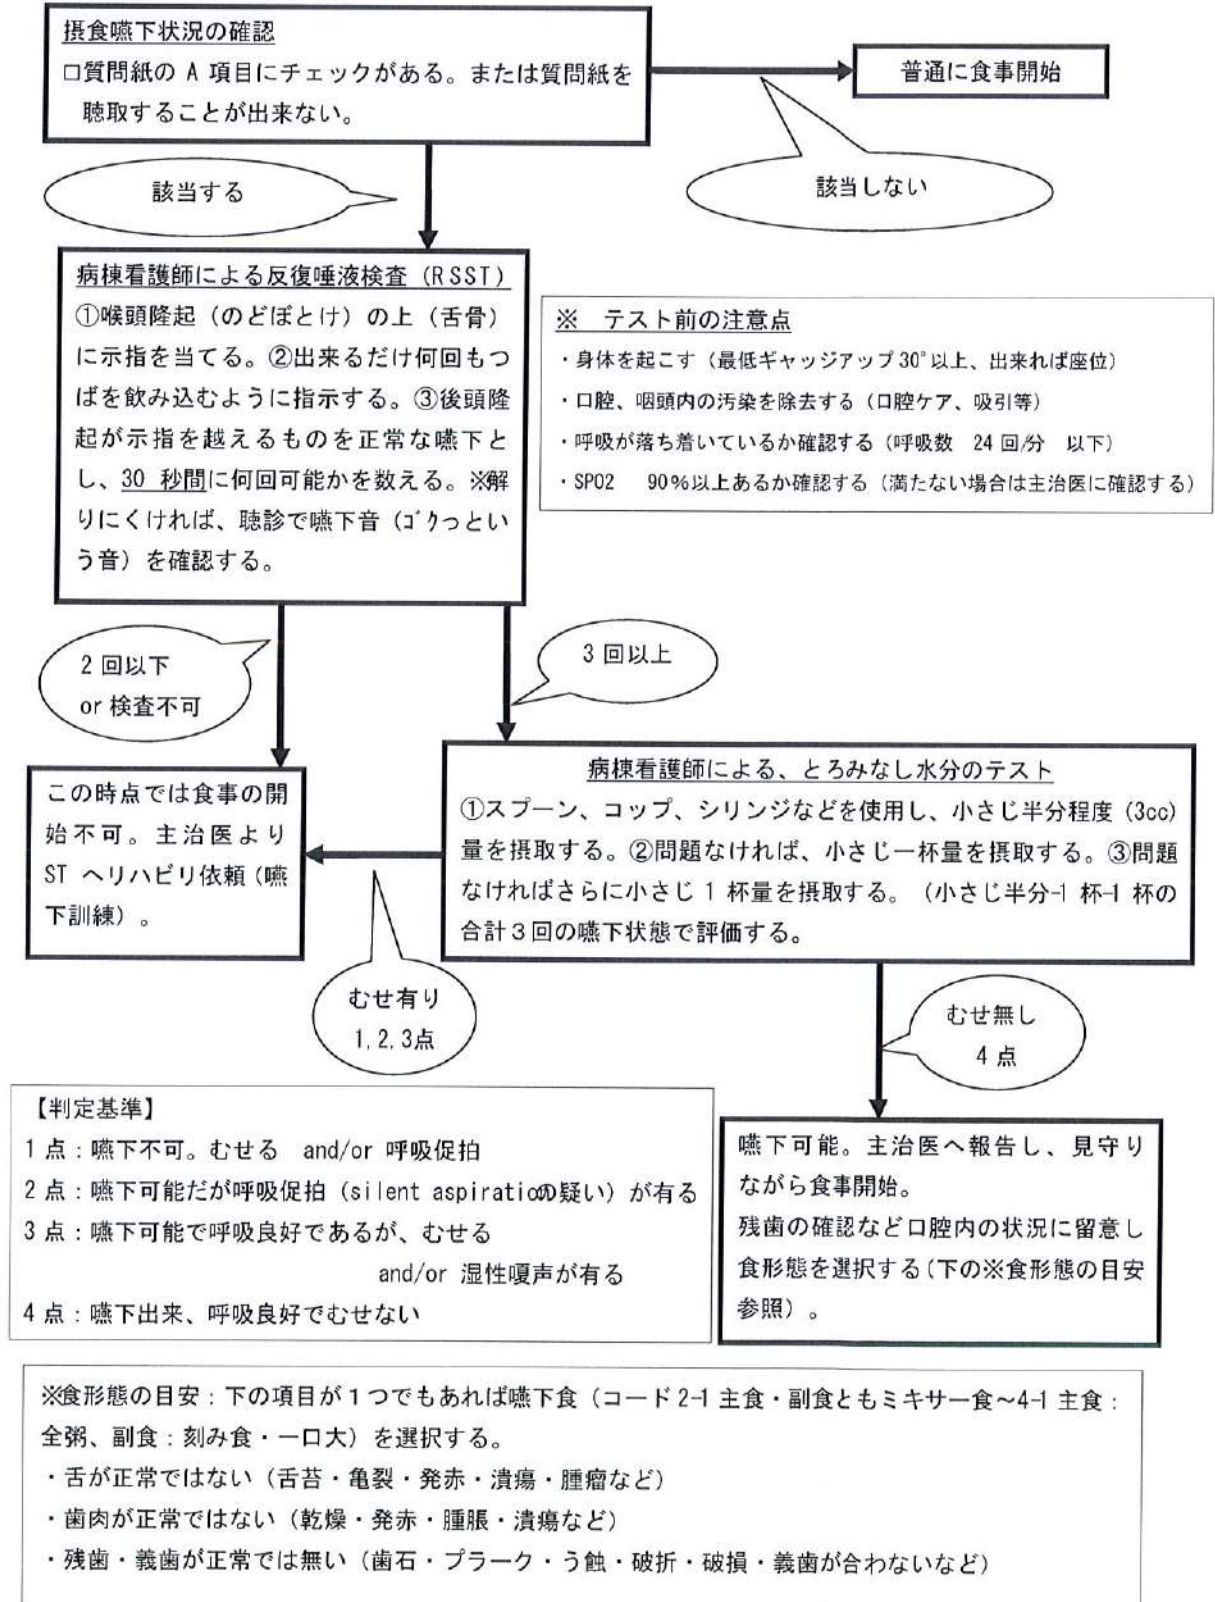 摂食嚥下状況の確認
□質問紙の A 項目にチェックがある。または質問紙を
聴取することが出来ない。
普通に食事開始
該当する
該当しない
病棟看護師による反復唾液検査（RSST）
①喉頭隆起（のどぼとけ）の上（舌骨）
に示指を当てる。②出来るだけ何回もつ
ばを飲み込むように指示する。③後頭隆
起が示指を越えるものを正常な嚥下と
し、30 秒間に何回可能かを数える。※解
りにくければ、聴診で嚥下音（ｺﾞｸっとい
う音）を確認する。
※　テスト前の注意点
・身体を起こす（最低ギャッジアップ 30°以上、出来れば座位）
・口腔、咽頭内の汚染を除去する（口腔ケア、吸引等）
・呼吸が落ち着いているか確認する（呼吸数　24 回/分　以下）
・SPO2　90％以上あるか確認する（満たない場合は主治医に確認する）
2 回以下
or 検査不可
3 回以上
この時点では食事の開
始不可。主治医より
ST へリハビリ依頼（嚥
下訓練）。
病棟看護師による、とろみなし水分のテスト
①スプーン、コップ、シリンジなどを使用し、小さじ半分程度（3cc）
量を摂取する。②問題なければ、小さじ一杯量を摂取する。③問題
なければさらに小さじ 1 杯量を摂取する。（小さじ半分-1 杯-1 杯の
合計３回の嚥下状態で評価する。
むせ有り
1, 2, 3点
むせ無し
4 点
【判定基準】
1 点：嚥下不可。むせる　and/or 呼吸促拍
2 点：嚥下可能だが呼吸促拍（silent aspiratioの疑い）が有る
3 点：嚥下可能で呼吸良好であるが、むせる
and/or 湿性嗄声が有る
4 点：嚥下出来、呼吸良好でむせない
嚥下可能。主治医へ報告し、見守り
ながら食事開始。
残歯の確認など口腔内の状況に留意し
食形態を選択する（下の※食形態の目安
参照）。
※食形態の目安：下の項目が１つでもあれば嚥下食（コード 2-1 主食・副食ともミキサー食～4-1 主食：
全粥、副食：刻み食・一口大）を選択する。
・舌が正常ではない（舌苔・亀裂・発赤・潰瘍・腫瘤など）
・歯肉が正常ではない（乾燥・発赤・腫脹・潰瘍など）
・残歯・義歯が正常では無い（歯石・プラーク・う蝕・破折・破損・義歯が合わないなど）